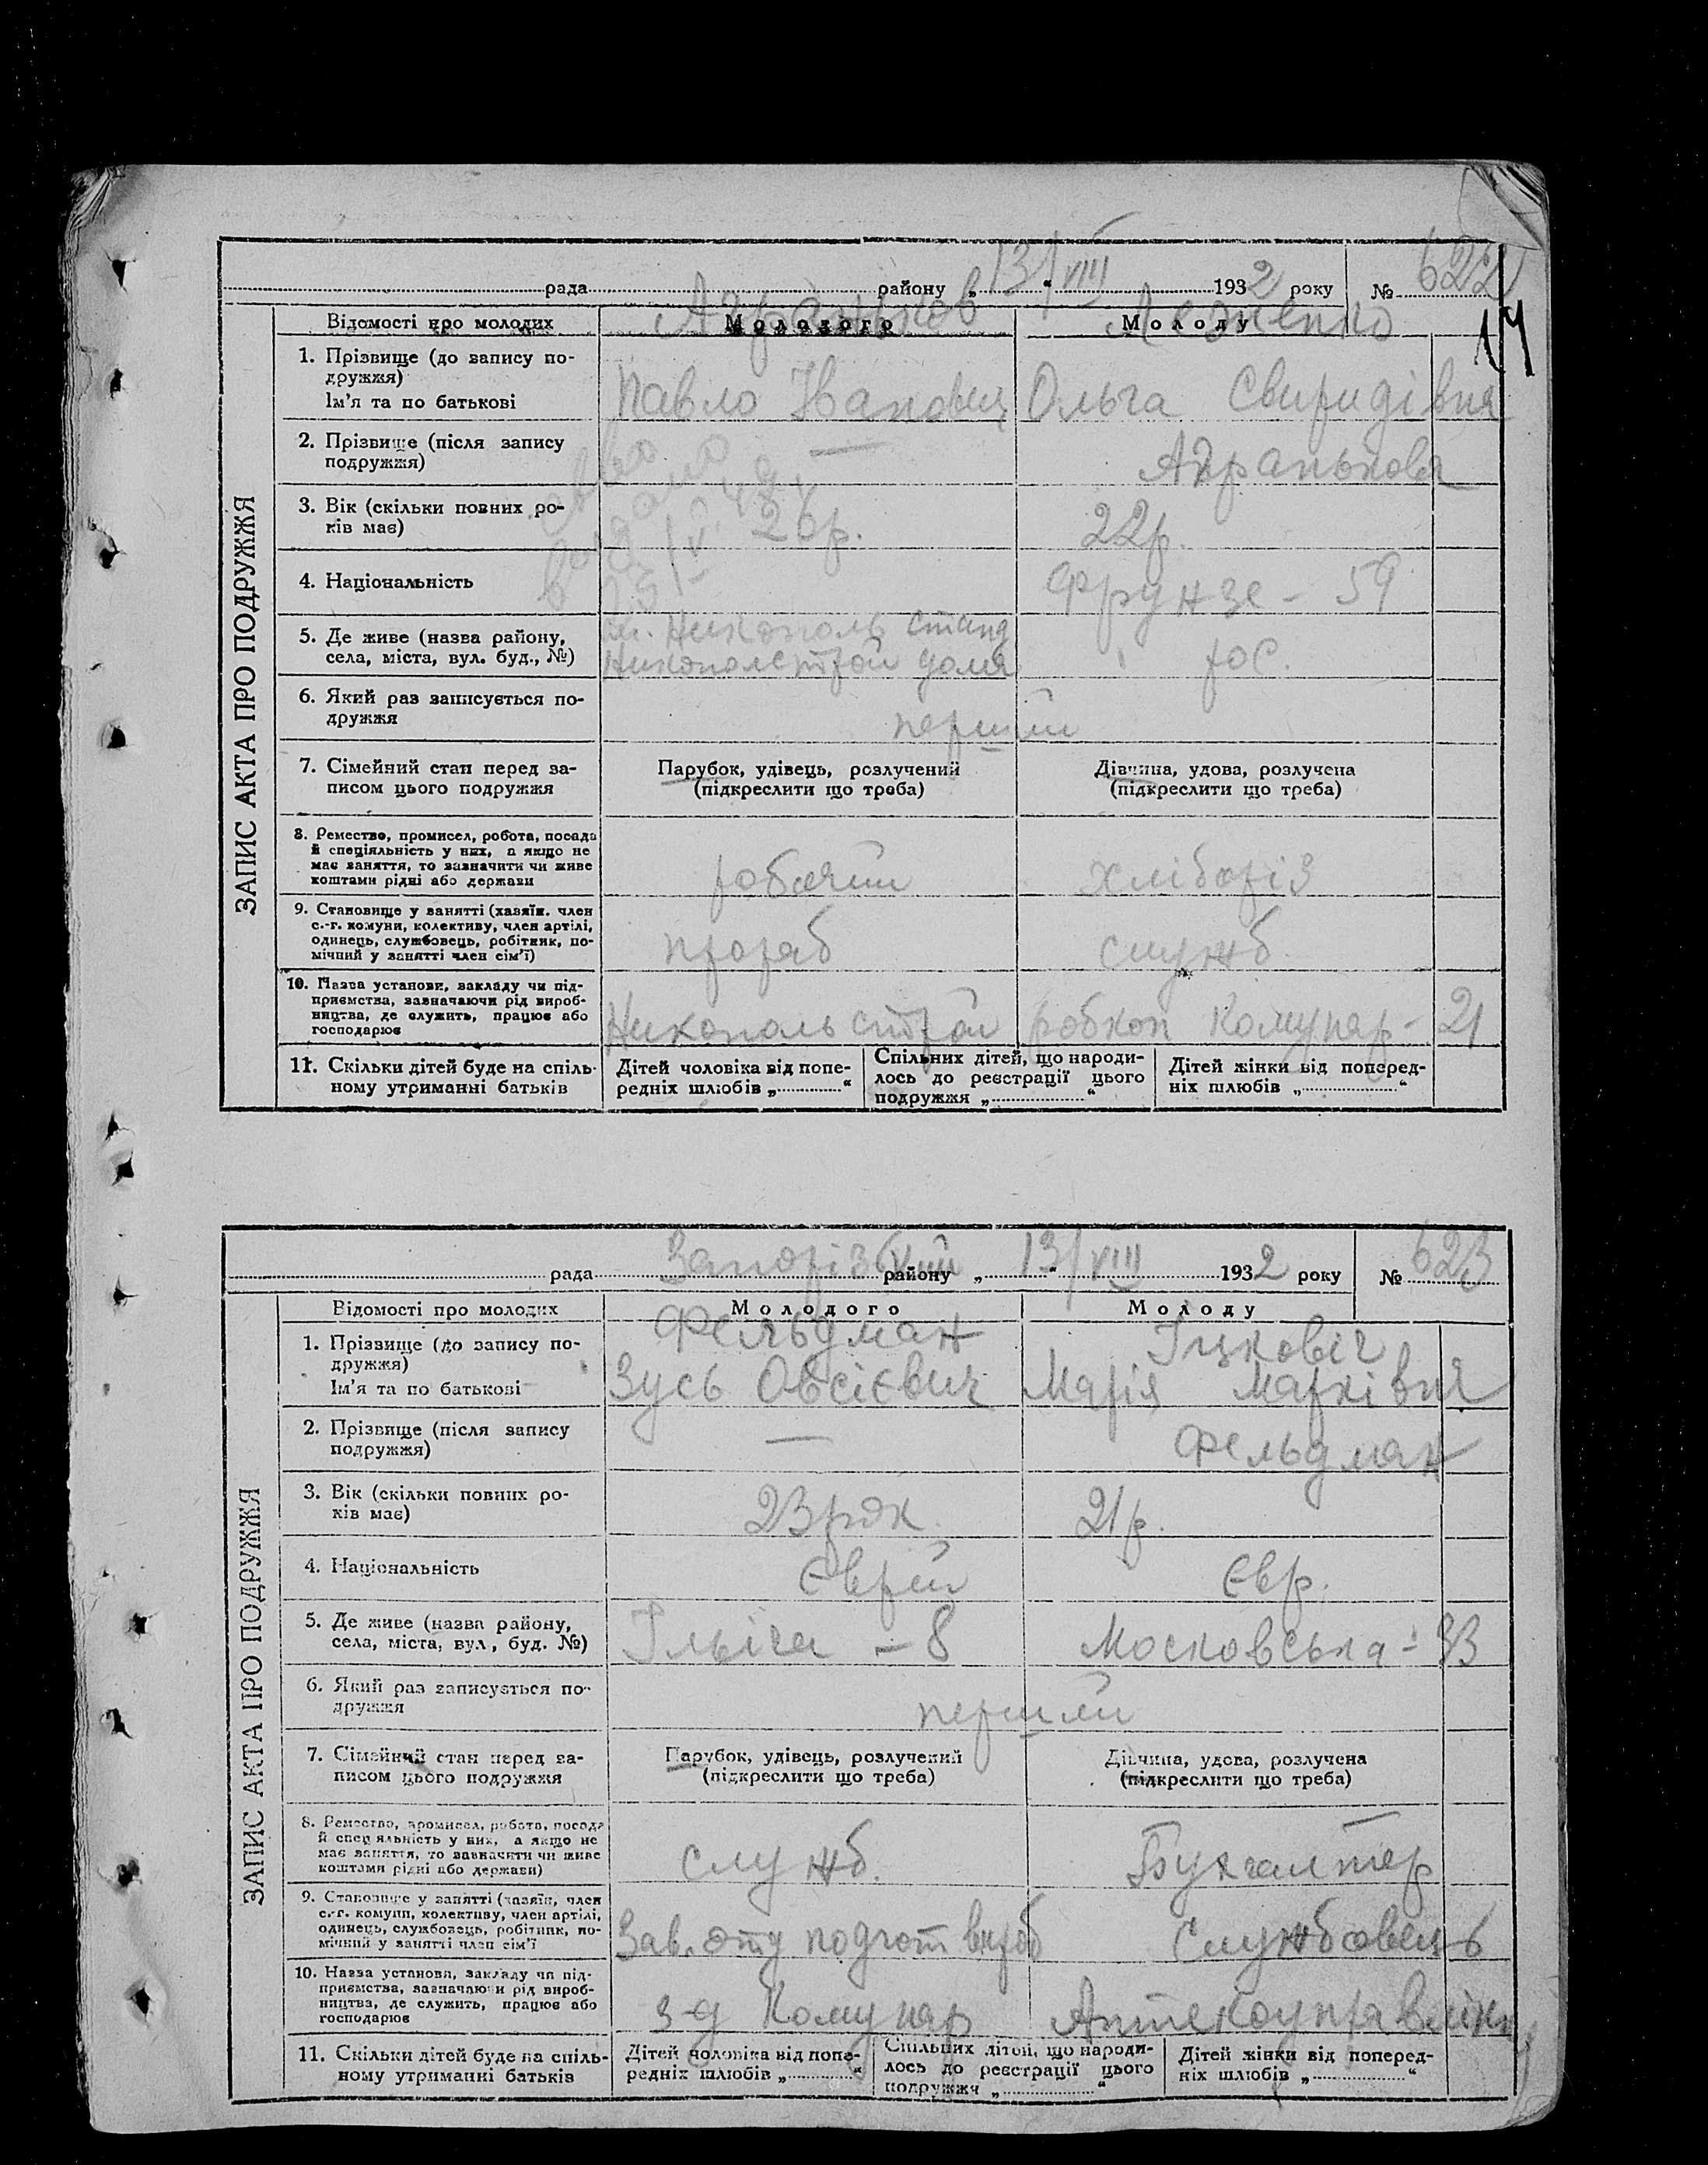 рада района „13/VIII“ 1932 року № 622
14
Відомості про молодих Молодого Молоду
1. Прізвище (до запису подружжя)
Ім'я та по батькові
Павло Іванович Ольга Свиридівна
2. Прізвище (після запису подружжя) —
3. Вік (скільки повних років має) 26р. 22р.
4. Національність Фрунзе – 59
5. Де живе (назва району, села, міста, вул. буд., №) м. Никополь
Никопольстрой рос.
6. Який раз записується подружжя перший
7. Сімейний стан перед записом цього подружжя Парубок, удівець, розлучений (підкреслити що треба) Дівчина, удова, розлучена (підкреслити що треба)
8. Ремество, промисел, робота, посада й спеціяльність у них, а якщо не має заняття, то зазначити чи живе коштами рідні або держави робочий хлiборiз
9. Становище у занятті (хазяїн. член с.-г. комуни, колективу, член артілі, одинець, службовець, робітник, помічний у занятті член сім'ї) прораб служб.
10. Назва установи, закладу чи підприємства, зазначаючи рід виробництва, де служить, працює або господарює Никопольстрой робкоп Комунар – 21
11. Скільки дітей буде на спільному утриманні батьків Дітей чоловіка від попередніх шлюбів „ “ Спільних дітей, що народилось до реєстрації цього подружжя „ “ Дітей жінки від попередніх шлюбів „ “
ЗАПИС АКТА ПРО ПОДРУЖЖЯ
рада Запорізький району „13/VIII“ 1932 року № 623
Відомості про молодих Молодого Молоду
1. Прізвище (до запису подружжя) Фельдман Іцковіч
Ім'я та по батькові Зусь Овсієвич Марія Марківна
2. Прізвище (після запису подружжя) — Фельдман
3. Вік (скільки повних років має) 23 рок 21р.
4. Національність Єврей Євр.
5. Де живе (назва району, села, міста, вул., буд. №) Ільїча – 8 Московська – 33
6. Який раз записується подружжя перший
7. Сімейний стан перед записом цього подружжя Парубок, удівець, розлучений (підкреслити що треба) Дівчина, удова, розлучена (підкреслити що треба)
8. Ремество, промисел, робота, посада й спеціяльність у них, а якщо не має заняття, то зазначити чи живе коштами рідні або держави) служб. Бухгалтер
9. Становище у занятті (хазяїн, член с.-г. комуни, колективу, член артілі, одинець, службовець, робітник, помічний у занятті член сім'ї Зав. Службовець
10. Назва установи, закладу чи підприємства, зазначаючи рід виробництва, де служить, працює або господарює з-д Комунар
11. Скільки дітей буде на спільному утриманні батьків Дітей чоловіка від попередніх шлюбів „ “ Спільних дітей, що народилось до реєстрації цього подружжя „ “ Дітей жінки від попередніх шлюбів „ “
ЗАПИС АКТА ПРО ПОДРУЖЖЯ